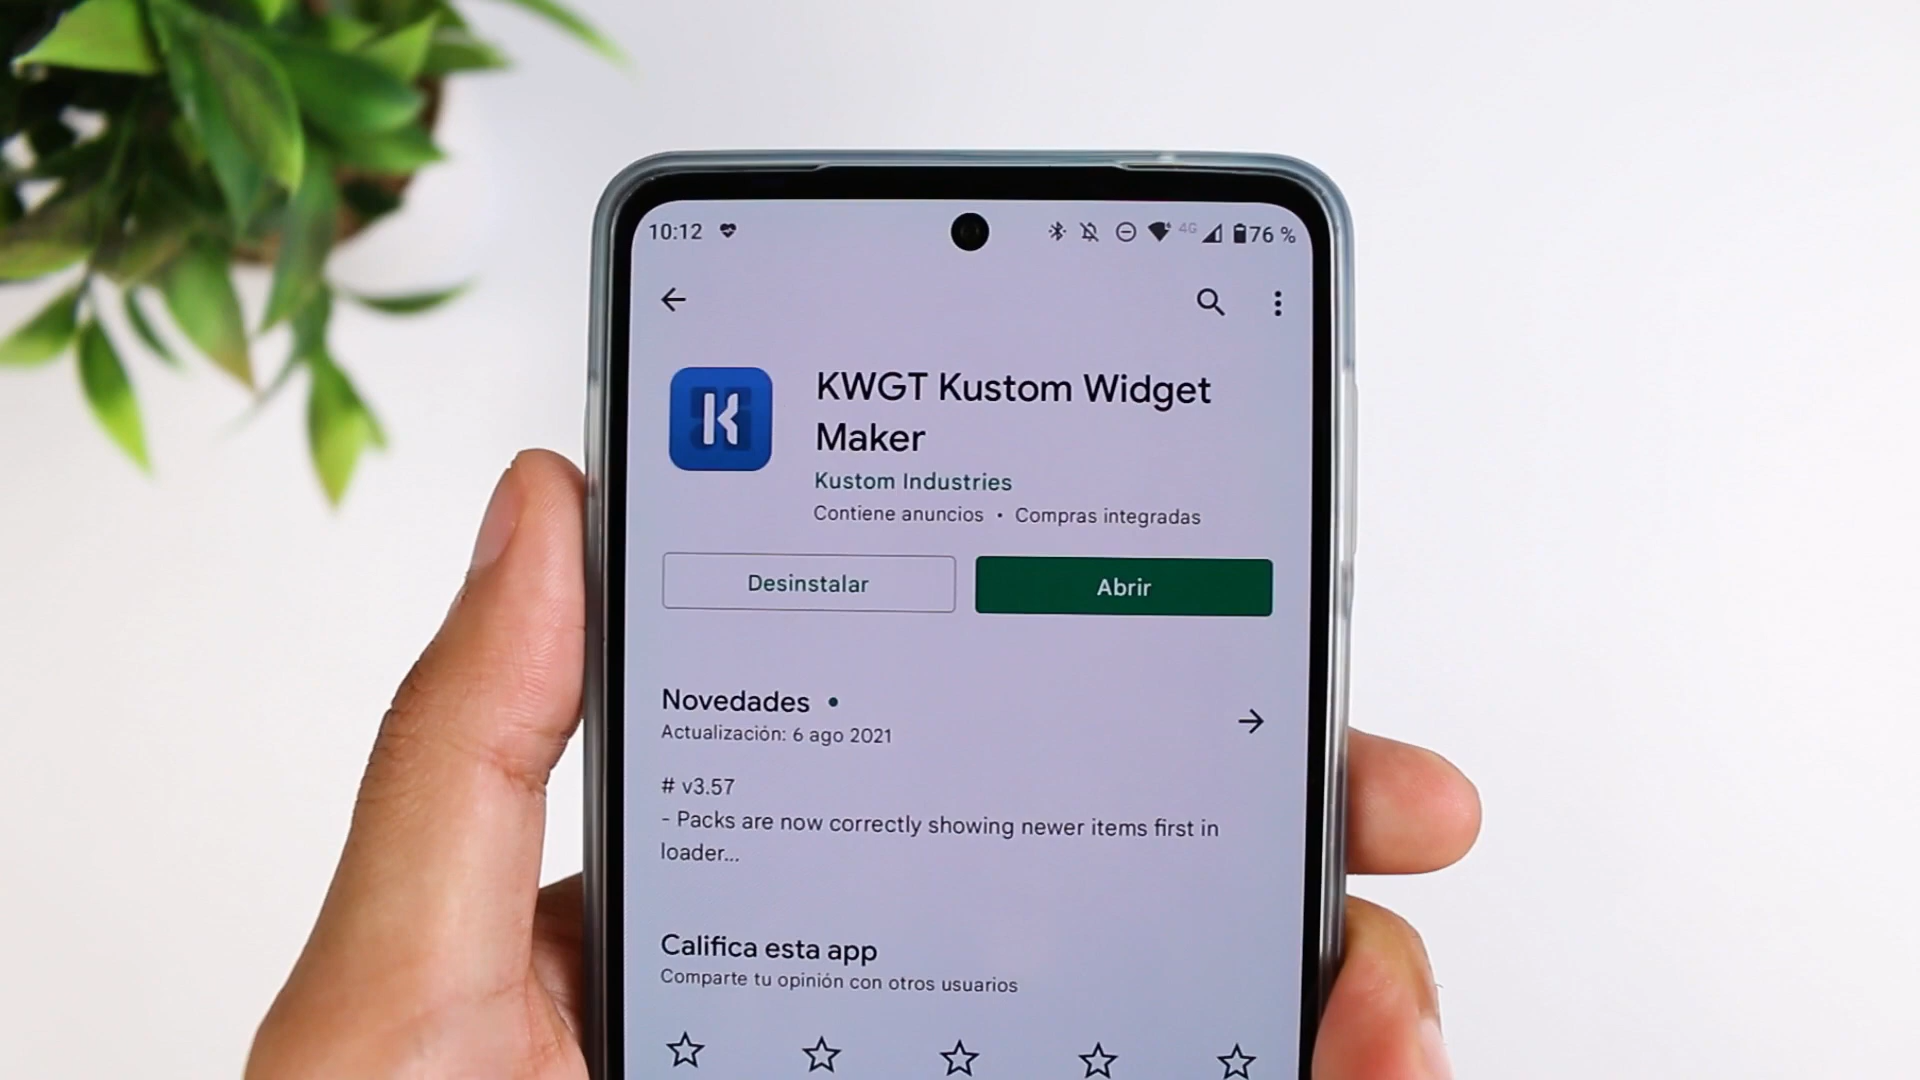 10:12
4G 76 %
K
KWGT Kustom Widget
Maker
Kustom Industries
Contiene anuncios • Compras integradas
Desinstalar
Abrir
Novedades •
Actualización: 6 ago 2021
# v3.57
- Packs are now correctly showing newer items first in
loader...
Califica esta app
Comparte tu opinión con otros usuarios